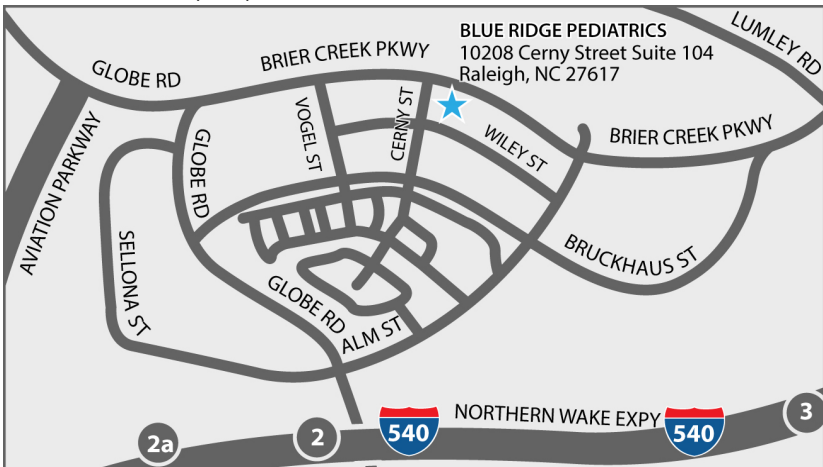 BLUE RIDGE PEDIATRICS
10208 Cerny Street Suite 104
Raleigh, NC 27617
LUMLEY RD
BRIER CREEK PKWY
GLOBE RD
VOGEL ST
CERNY ST
WILEY ST
BRIER CREEK PKWY
AVIATION PARKWAY
GLOBE RD
SELLONA ST
BRUCKHAUS ST
GLOBE RD
ALM ST
NORTHERN WAKE EXPY
2a
2
540
540
3